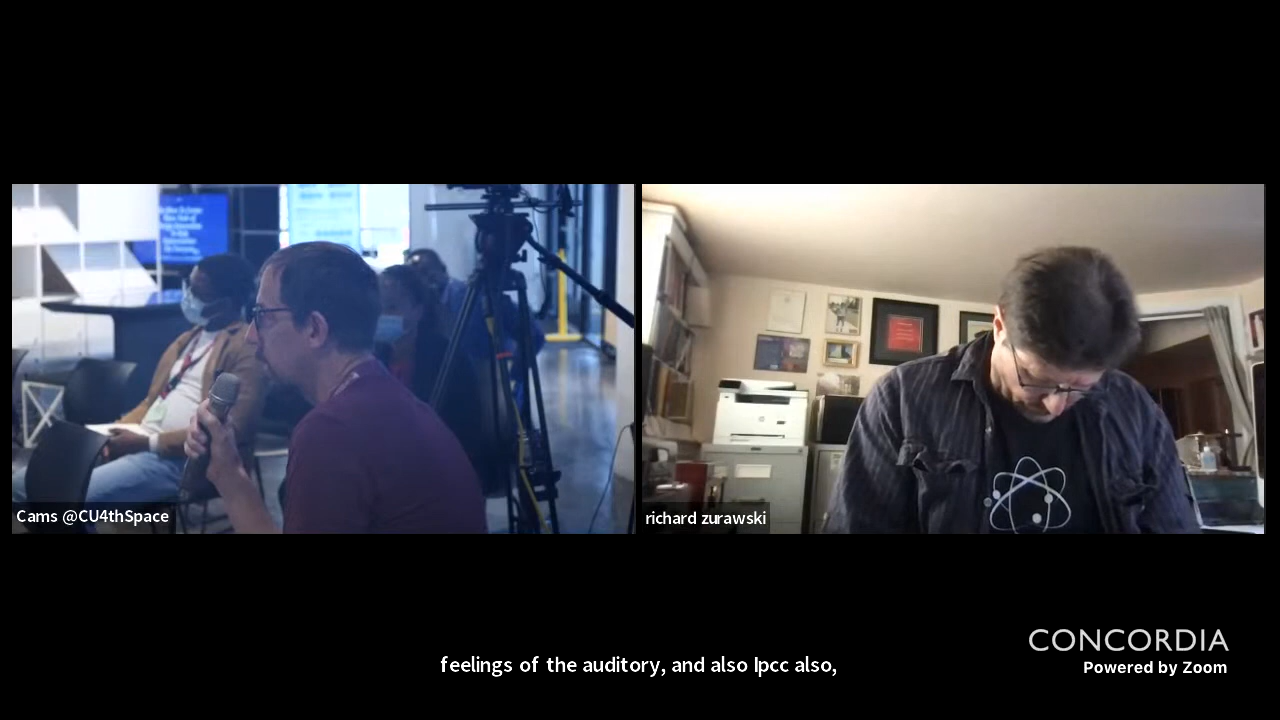 Cams @CU4thSpace
richard zurawski
CONCORDIA
Powered by Zoom
feelings of the auditory, and also Ipcc also,